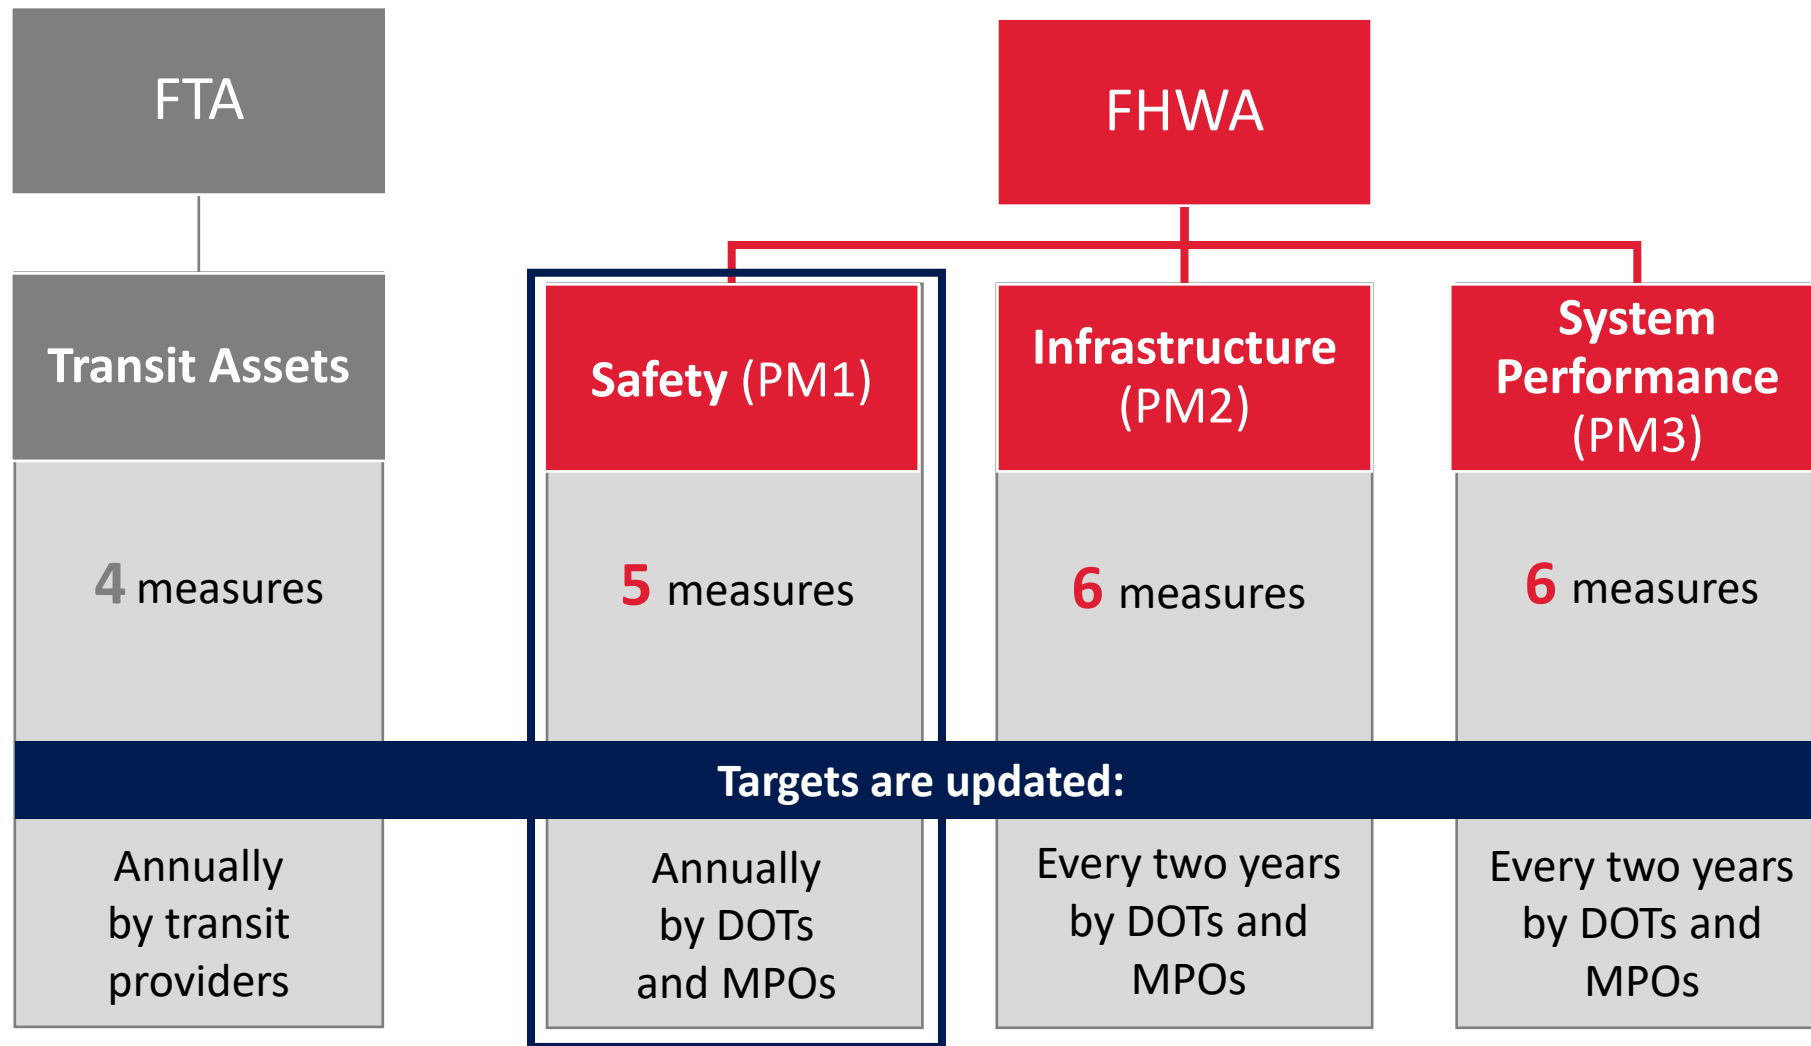 FTA
FHWA
Transit Assets
Safety (PM1)
Infrastructure
(PM2)
System
Performance
(PM3)
4 measures
5 measures
6 measures
6 measures
Targets are updated:
Annually
by transit
providers
Annually
by DOTs
and MPOs
Every two years
by DOTs and
MPOs
Every two years
by DOTs and
MPOs